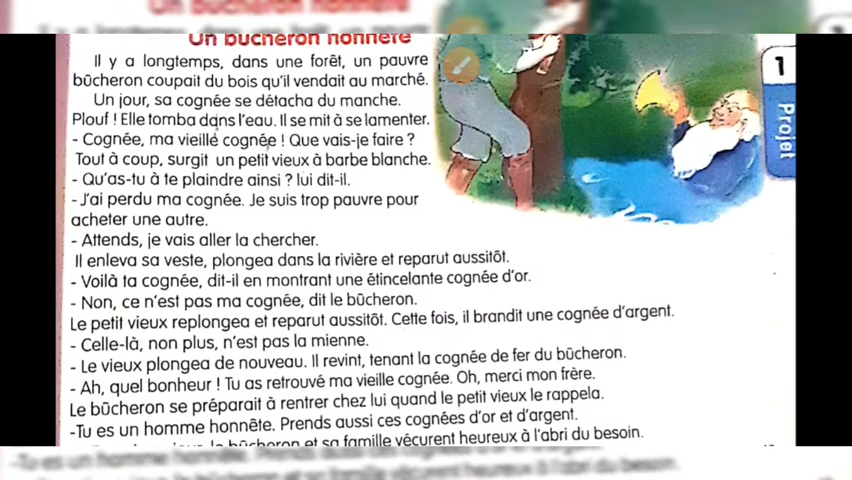 Un bûcheron honnête
Il y a longtemps, dans une forêt, un pauvre
bûcheron coupait du bois qu'il vendait au marché.
Un jour, sa cognée se détacha du manche.
Plouf ! Elle tomba dans l'eau. Il se mit à se lamenter.
- Cognée, ma vieille cognée ! Que vais-je faire ?
Tout à coup, surgit un petit vieux à barbe blanche.
- Qu'as-tu à te plaindre ainsi ? lui dit-il.
- J'ai perdu ma cognée. Je suis trop pauvre pour
acheter une autre.
- Attends, je vais aller la chercher.
Il enleva sa veste, plongea dans la rivière et reparut aussitôt.
- Voilà ta cognée, dit-il en montrant une étincelante cognée d'or.
- Non, ce n'est pas ma cognée, dit le bûcheron.
Le petit vieux replongea et reparut aussitôt. Cette fois, il brandit une cognée d'argent.
- Celle-là, non plus, n'est pas la mienne.
- Le vieux plongea de nouveau. Il revint, tenant la cognée de fer du bûcheron.
- Ah, quel bonheur ! Tu as retrouvé ma vieille cognée. Oh, merci mon frère.
Le bûcheron se préparait à rentrer chez lui quand le petit vieux le rappela.
-Tu es un homme honnête. Prends aussi ces cognées d'or et d'argent.
le bûcheron et sa famille vécurent heureux à l'abri du besoin.
1
Projet